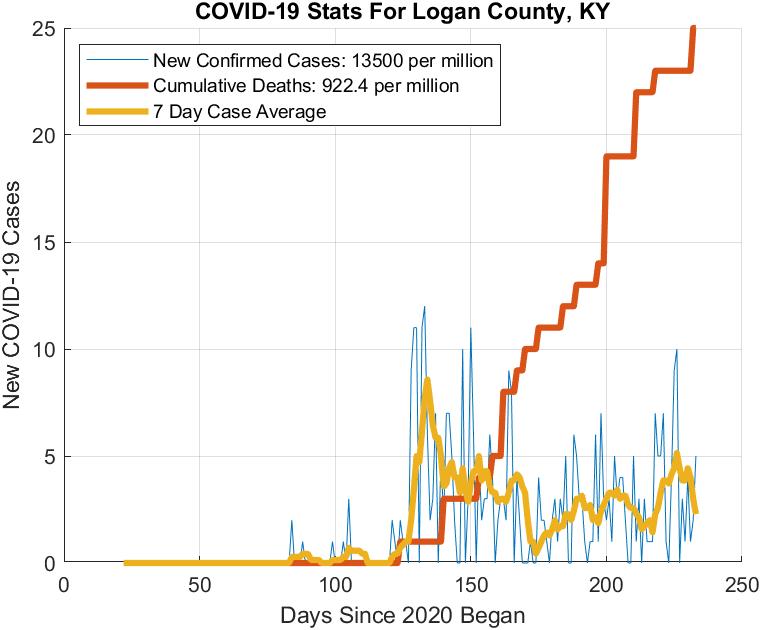 COVID-19 Stats For Logan County, KY
25
New Confirmed Cases: 13500 per million
Cumulative Deaths: 922.4 per million
7 Day Case Average
20
15
10
5
0
New COVID-19 Cases
0 50 100 150 200 250
Days Since 2020 Began